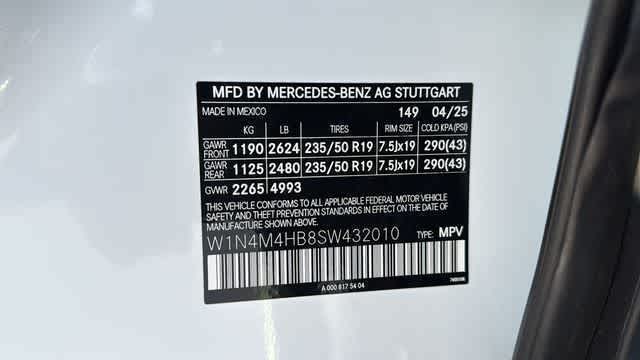 MFD BY MERCEDES-BENZ AG STUTTGART
MADE IN MEXICO 149 04/25
KG LB TIRES RIM SIZE COLD KPA(PSI)
GAWR FRONT 1190 2624 235/50 R19 7.5Jx19 290(43)
GAWR REAR 1125 2480 235/50 R19 7.5Jx19 290(43)
GVWR 2265 4993
THIS VEHICLE CONFORMS TO ALL APPLICABLE FEDERAL MOTOR VEHICLE
SAFETY AND THEFT PREVENTION STANDARDS IN EFFECT ON THE DATE OF
MANUFACTURE SHOWN ABOVE.
W1N4M4HB8SW432010 TYPE: MPV
A 000 817 54 04